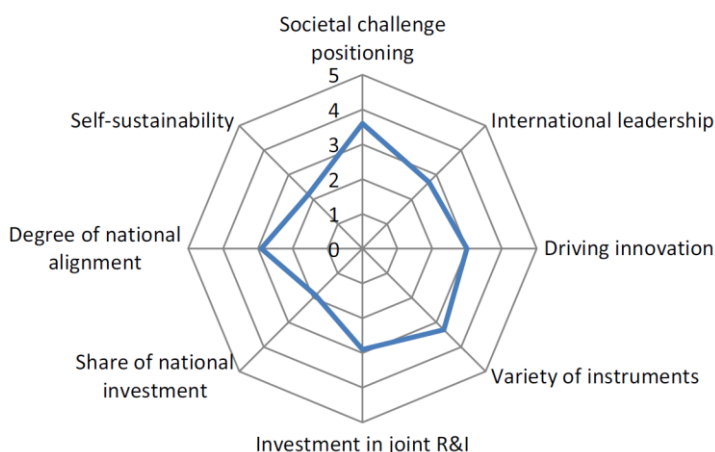 Societal challenge
positioning
5
4
3
2
1
0
International leadership
Driving innovation
Variety of instruments
Investment in joint R&I
Share of national
investment
Degree of national
alignment
Self-sustainability